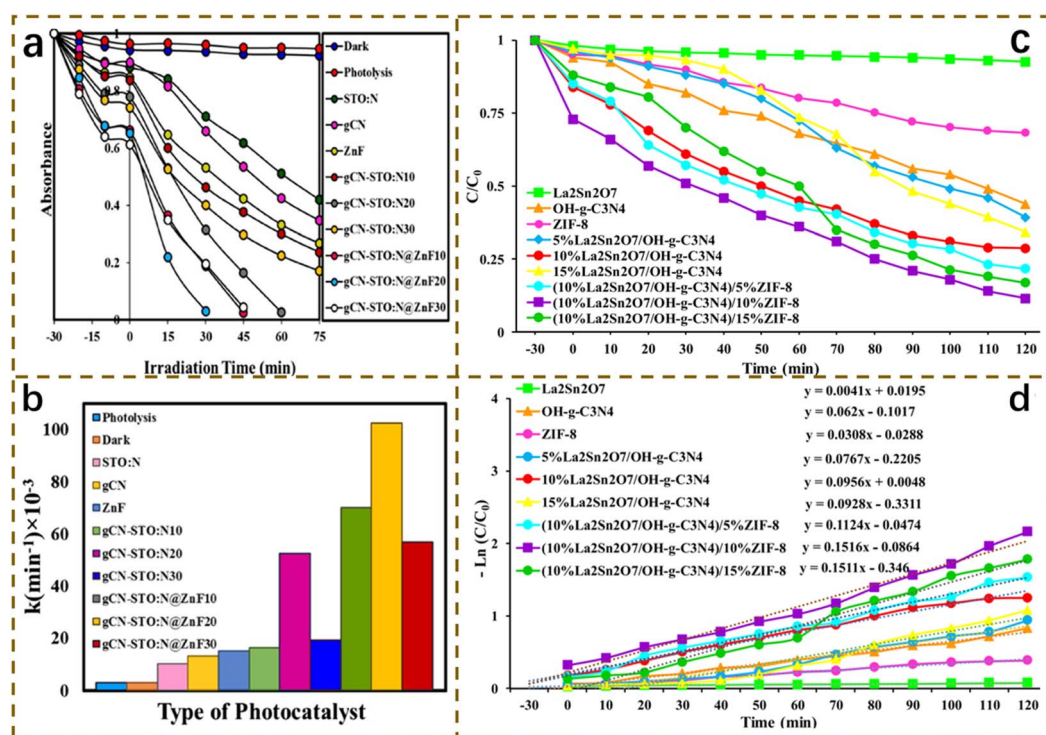 a
Absorbance
1
0.8
0.6
0.4
0.2
0
-30
-15
0
15
30
45
60
75
Irradiation Time (min)
Dark
Photolysis
STO:N
gCN
ZnF
gCN-STO:N10
gCN-STO:N20
gCN-STO:N30
gCN-STO:N@ZnF10
gCN-STO:N@ZnF20
gCN-STO:N@ZnF30
c
C/C0
1
0.75
0.5
0.25
0
La2Sn2O7
OH-g-C3N4
ZIF-8
5%La2Sn2O7/OH-g-C3N4
10%La2Sn2O7/OH-g-C3N4
15%La2Sn2O7/OH-g-C3N4
(10%La2Sn2O7/OH-g-C3N4)/5%ZIF-8
(10%La2Sn2O7/OH-g-C3N4)/10%ZIF-8
(10%La2Sn2O7/OH-g-C3N4)/15%ZIF-8
-30 0 10 20 30 40 50 60 70 80 90 100 110 120
Time (min)
b
k(min⁻¹)×10⁻³
100
80
60
40
20
0
Photolysis
Dark
STO:N
gCN
ZnF
gCN-STO:N10
gCN-STO:N20
gCN-STO:N30
gCN-STO:N@ZnF10
gCN-STO:N@ZnF20
gCN-STO:N@ZnF30
Type of Photocatalyst
d
- Ln (C/C0)
4
3
2
1
0
La2Sn2O7 y = 0.0041x + 0.0195
OH-g-C3N4 y = 0.062x - 0.1017
ZIF-8 y = 0.0308x - 0.0288
5%La2Sn2O7/OH-g-C3N4 y = 0.0767x - 0.2205
10%La2Sn2O7/OH-g-C3N4 y = 0.0956x + 0.0048
15%La2Sn2O7/OH-g-C3N4 y = 0.0928x - 0.3311
(10%La2Sn2O7/OH-g-C3N4)/5%ZIF-8 y = 0.1124x - 0.0474
(10%La2Sn2O7/OH-g-C3N4)/10%ZIF-8 y = 0.1516x - 0.0864
(10%La2Sn2O7/OH-g-C3N4)/15%ZIF-8 y = 0.1511x - 0.346
-30 0 10 20 30 40 50 60 70 80 90 100 110 120
Time (min)